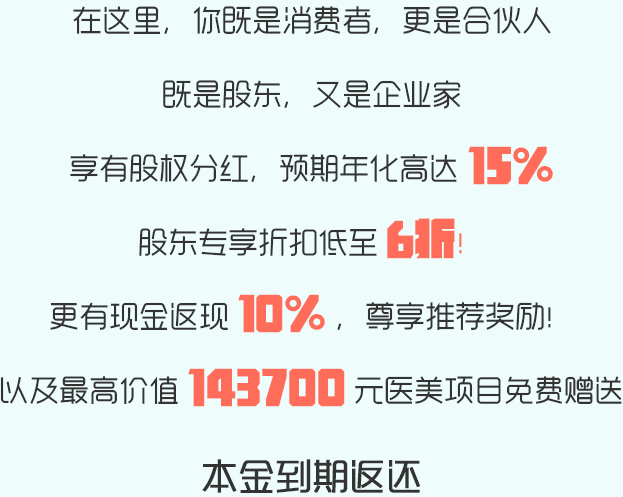 在这里，你既是消费者，更是合伙人
既是股东，又是企业家
享有股权分红，预期年化高达 15%
股东专享折扣低至 6折!
更有现金返现 10% ，尊享推荐奖励!
以及最高价值 143700 元医美项目免费赠送
本金到期返还